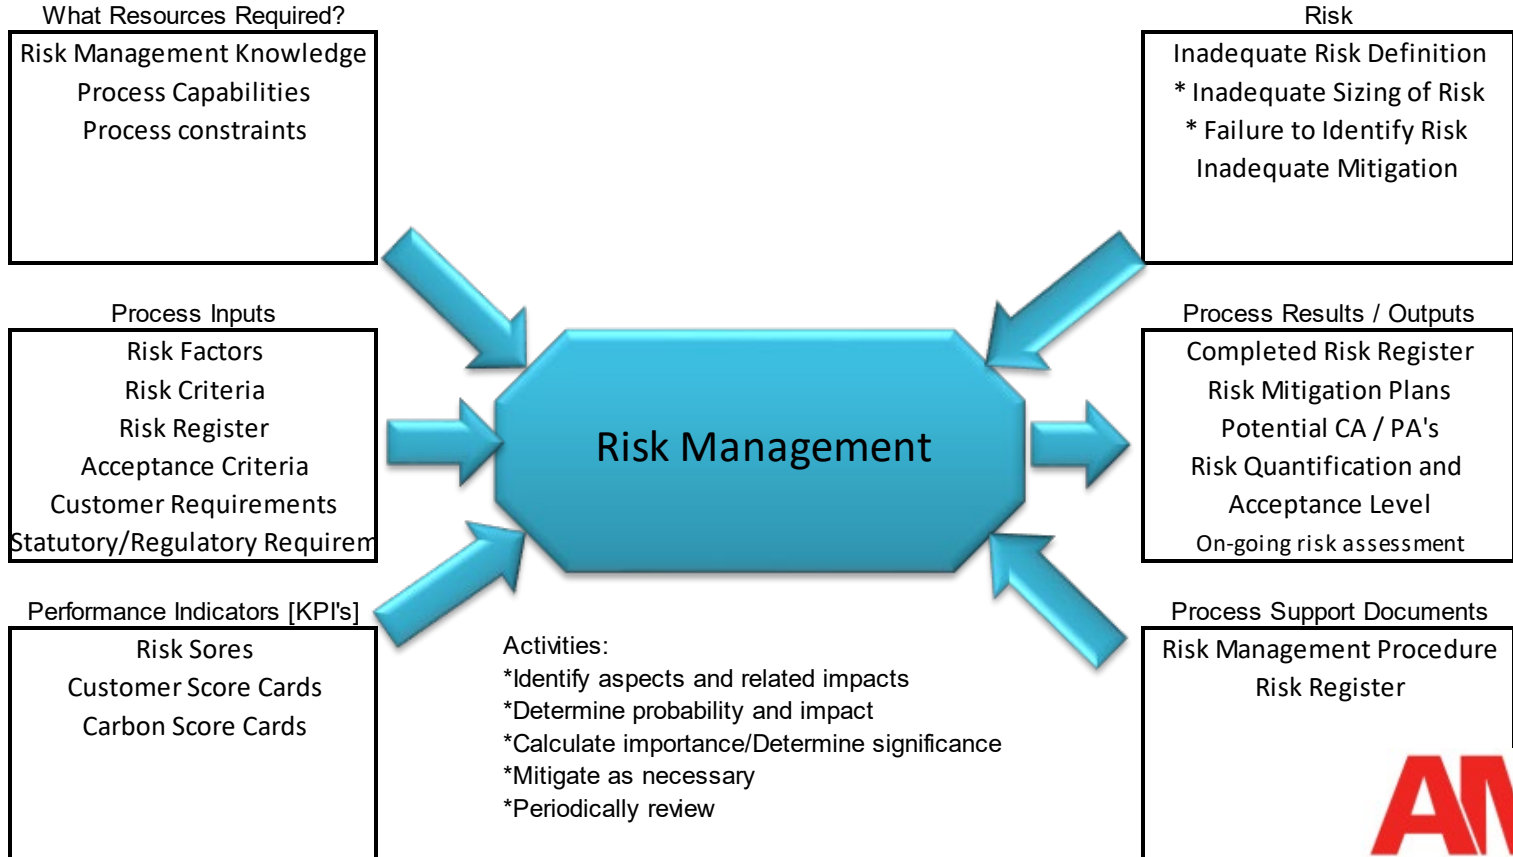 What Resources Required?
Risk Management Knowledge
Process Capabilities
Process constraints
Risk
Inadequate Risk Definition
* Inadequate Sizing of Risk
* Failure to Identify Risk
Inadequate Mitigation
Process Inputs
Risk Factors
Risk Criteria
Risk Register
Acceptance Criteria
Customer Requirements
Statutory/Regulatory Requirem
Risk Management
Process Results / Outputs
Completed Risk Register
Risk Mitigation Plans
Potential CA / PA's
Risk Quantification and
Acceptance Level
On-going risk assessment
Performance Indicators [KPI's]
Risk Sores
Customer Score Cards
Carbon Score Cards
Activities:
*Identify aspects and related impacts
*Determine probability and impact
*Calculate importance/Determine significance
*Mitigate as necessary
*Periodically review
Process Support Documents
Risk Management Procedure
Risk Register